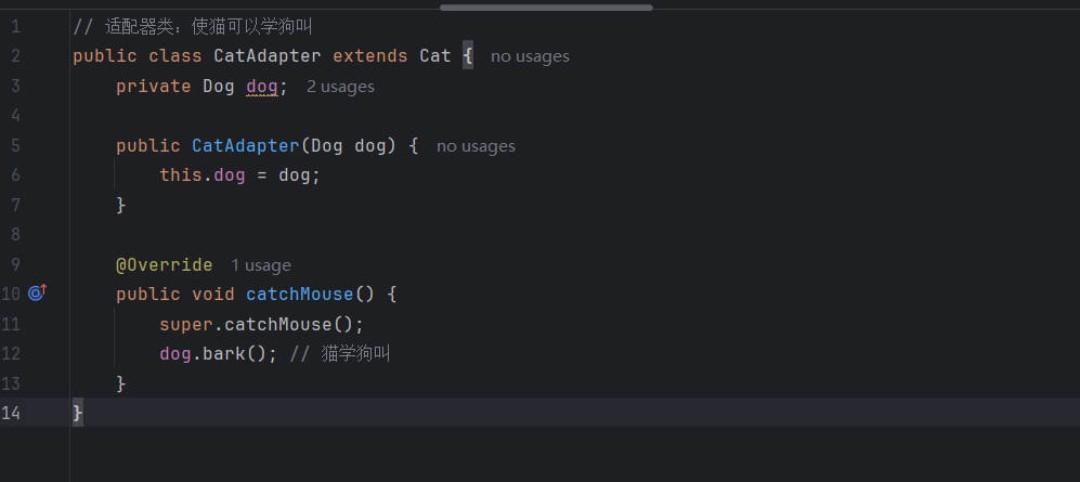 1 // 适配器类：使猫可以学狗叫
2 public class CatAdapter extends Cat { no usages
3     private Dog dog; 2 usages
4
5     public CatAdapter(Dog dog) { no usages
6         this.dog = dog;
7     }
8
9     @Override 1 usage
10     public void catchMouse() {
11         super.catchMouse();
12         dog.bark(); // 猫学狗叫
13     }
14 }